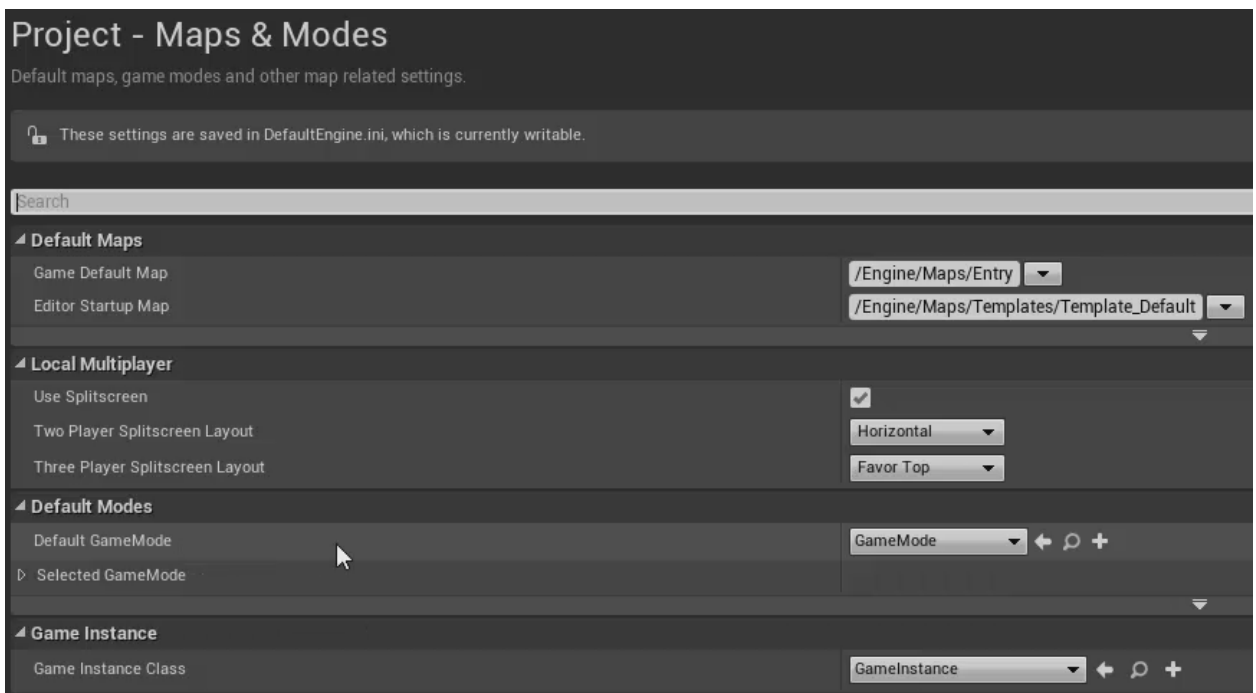 Project - Maps & Modes
Default maps, game modes and other map related settings.
These settings are saved in DefaultEngine.ini, which is currently writable.
Search
Default Maps
Game Default Map /Engine/Maps/Entry
Editor Startup Map /Engine/Maps/Templates/Template_Default
Local Multiplayer
Use Splitscreen
Two Player Splitscreen Layout Horizontal
Three Player Splitscreen Layout Favor Top
Default Modes
Default GameMode GameMode
Selected GameMode
Game Instance
Game Instance Class GameInstance